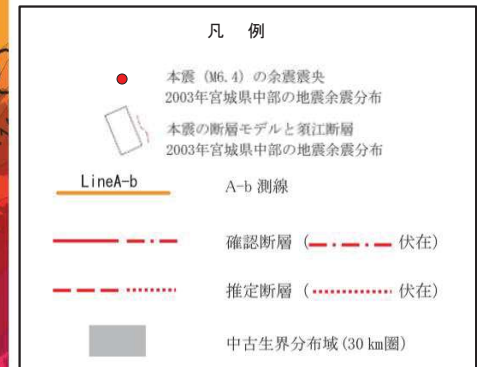 凡 例
本震 (M6.4) の余震震央
2003年宮城県中部の地震余震分布
本震の断層モデルと須江断層
2003年宮城県中部の地震余震分布
LineA-b
A-b 測線
確認断層 ( 伏在)
推定断層 ( 伏在)
中古生界分布域(30 km圏)